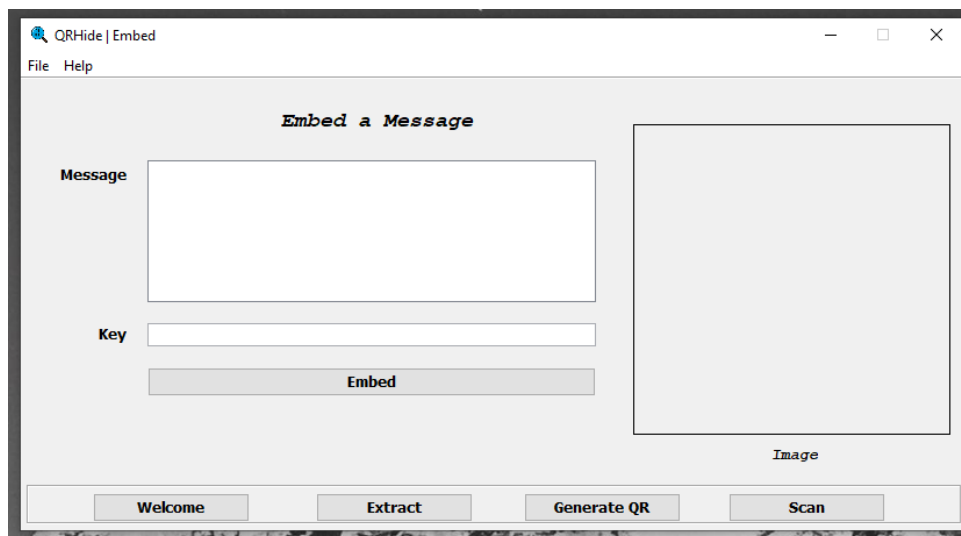 QRHide | Embed
File Help
Embed a Message
Message
Key
Embed
Image
Welcome Extract Generate QR Scan